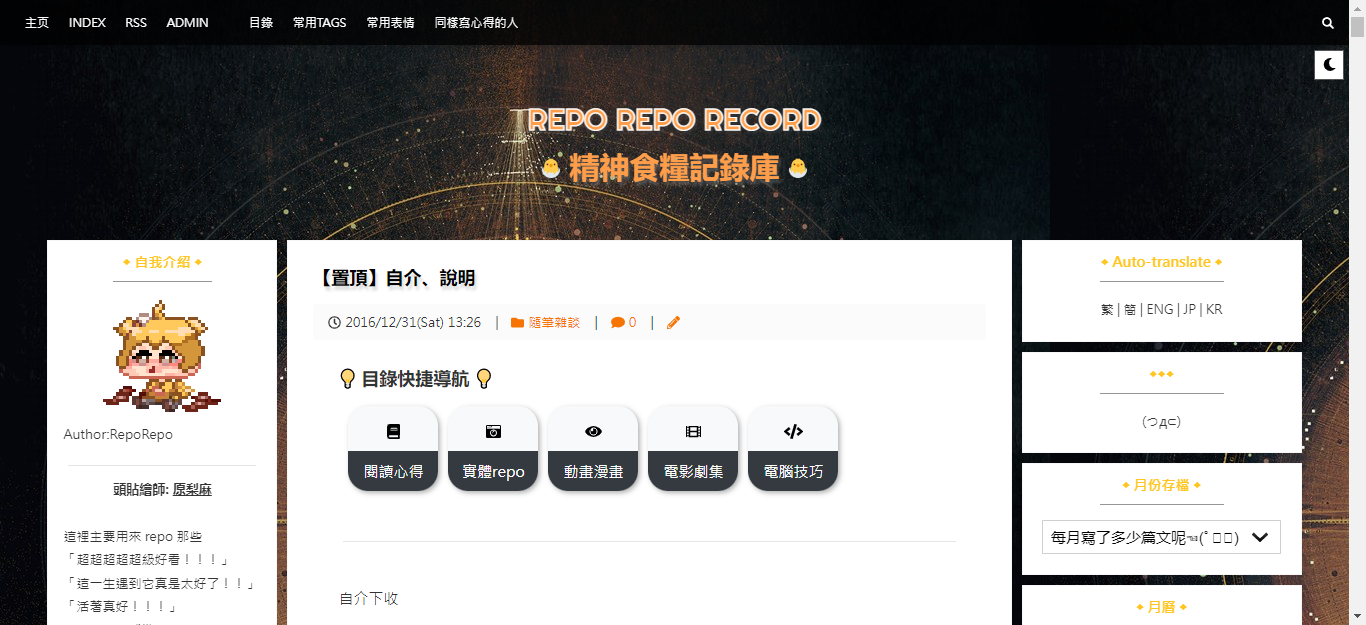 主页 INDEX RSS ADMIN 目錄 常用TAGS 常用表情 同樣寫心得的人
REPO REPO RECORD
精神食糧記錄庫
自我介紹
Author:RepoRepo
頭貼繪師: 原梨麻
這裡主要用來 repo 那些
「超超超超超級好看！！！」
「這一生遇到它真是太好了！！」
「活著真好！！！」
【置頂】自介、說明
2016/12/31(Sat) 13:26 | 隨筆雜談 | 0 |
目錄快捷導航
閱讀心得 實體repo 動畫漫畫 電影劇集 電腦技巧
自介下收
Auto-translate
繁 | 簡 | ENG | JP | KR
(つд⊂)
月份存檔
每月寫了多少篇文呢
月曆